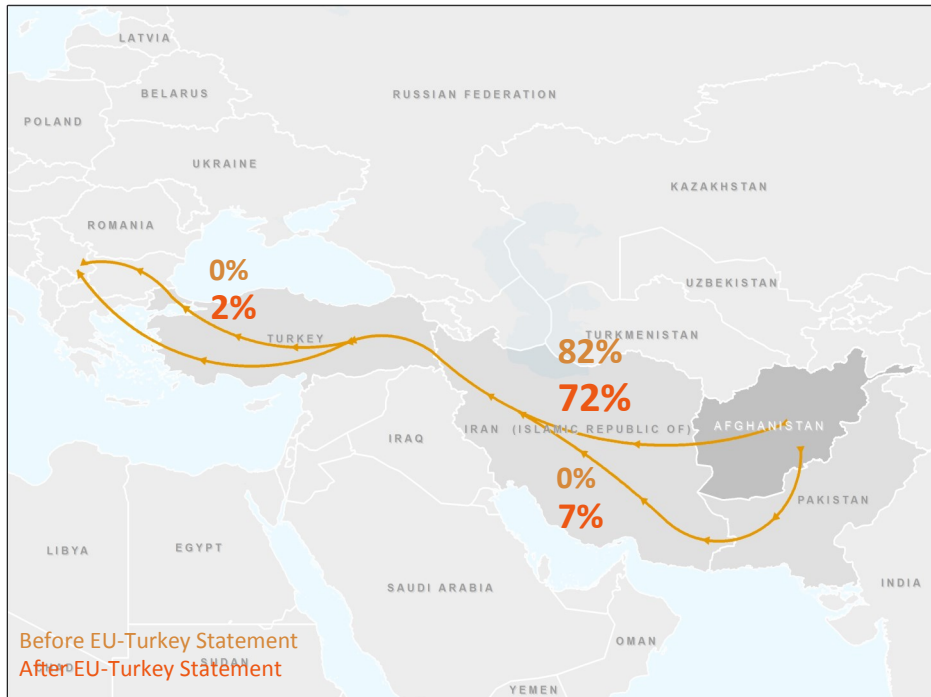 LATVIA
BELARUS
RUSSIAN FEDERATION
POLAND
UKRAINE
KAZAKHSTAN
ROMANIA
0%
2%
UZBEKISTAN
TURKEY
TURKMENISTAN
82%
72%
IRAN (ISLAMIC REPUBLIC OF)
AFGHANISTAN
IRAQ
0%
7%
PAKISTAN
LIBYA
EGYPT
SAUDI ARABIA
INDIA
OMAN
Before EU-Turkey Statement
After EU-Turkey Statement
CHAD
SUDAN
YEMEN